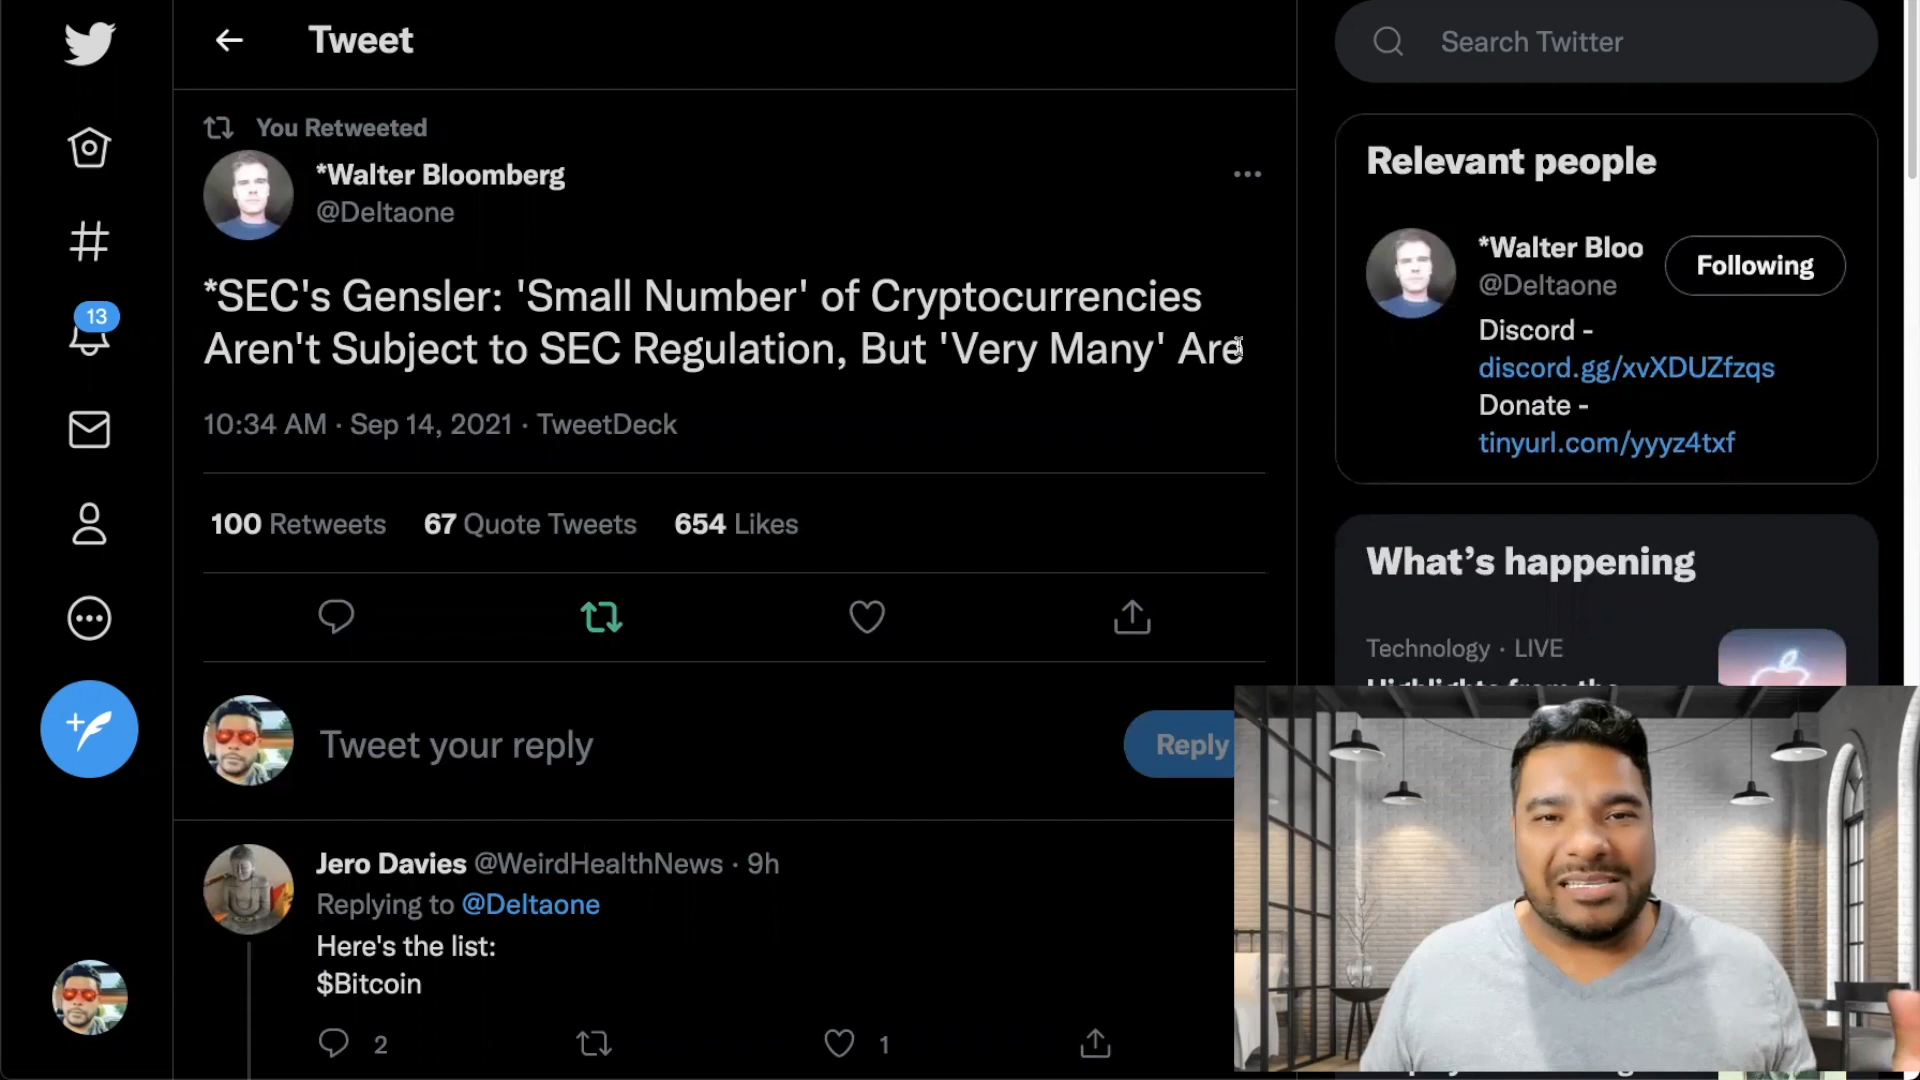 Tweet
Search Twitter
You Retweeted
*Walter Bloomberg
@Deltaone
*SEC's Gensler: 'Small Number' of Cryptocurrencies
Aren't Subject to SEC Regulation, But 'Very Many' Are
10:34 AM · Sep 14, 2021 · TweetDeck
100 Retweets 67 Quote Tweets 654 Likes
Tweet your reply
Reply
Jero Davies @WeirdHealthNews · 9h
Replying to @Deltaone
Here's the list:
$Bitcoin
2
1
13
Relevant people
*Walter Bloo
@Deltaone
Following
Discord -
discord.gg/xvXDUZfzqs
Donate -
tinyurl.com/yyyz4txf
What's happening
Technology · LIVE
Highlights from the